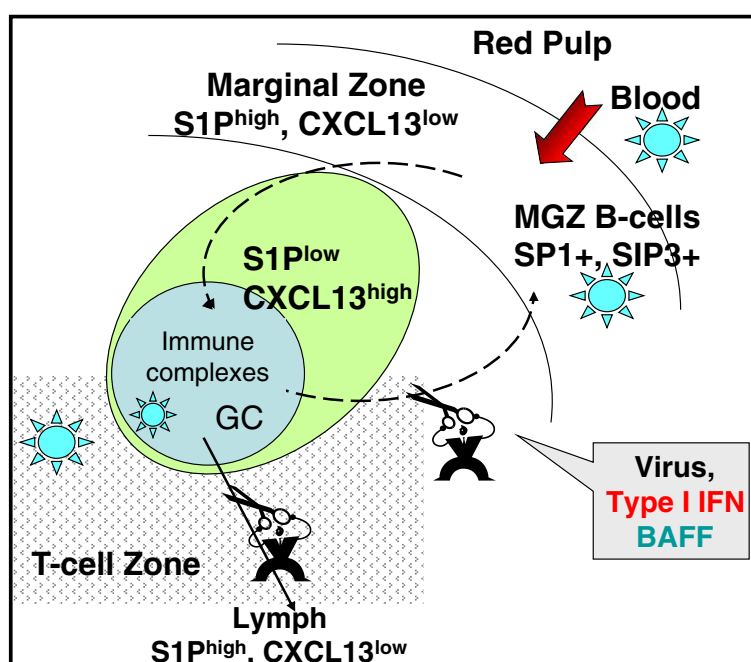 Red Pulp
Marginal Zone
S1Phigh, CXCL13low
Blood
MGZ B-cells
SP1+, SIP3+
S1Plow
CXCL13high
Immune
complexes
GC
Virus,
Type I IFN
BAFF
T-cell Zone
Lymph
S1Phigh, CXCL13low